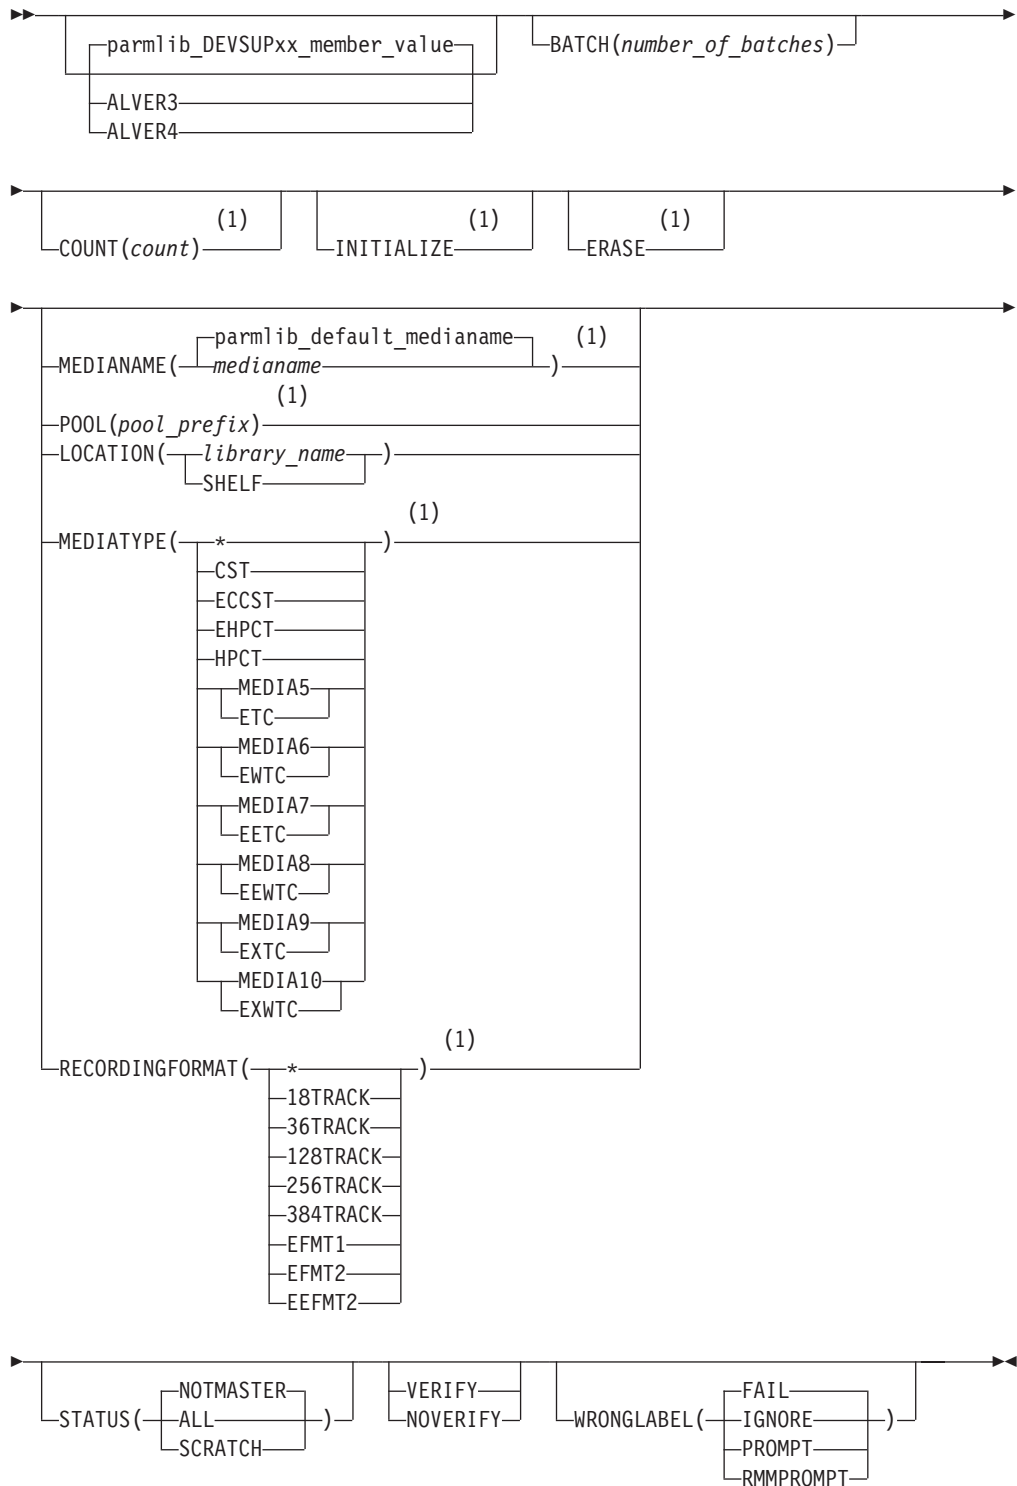 parmlib_DEVSUPxx_member_value
ALVER3
ALVER4
BATCH(number_of_batches)
COUNT(count) (1)
INITIALIZE (1)
ERASE (1)
MEDIANAME( parmlib_default_medianame ) (1)
medianame
POOL(pool_prefix) (1)
LOCATION( library_name )
SHELF
MEDIATYPE( * ) (1)
CST
ECCST
EHPCT
HPCT
MEDIA5
ETC
MEDIA6
EWTC
MEDIA7
EETC
MEDIA8
EEWTC
MEDIA9
EXTC
MEDIA10
EXWTC
RECORDINGFORMAT( * ) (1)
18TRACK
36TRACK
128TRACK
256TRACK
384TRACK
EFMT1
EFMT2
EEFMT2
STATUS( NOTMASTER )
ALL
SCRATCH
VERIFY
NOVERIFY
WRONGLABEL( FAIL )
IGNORE
PROMPT
RMMPROMPT